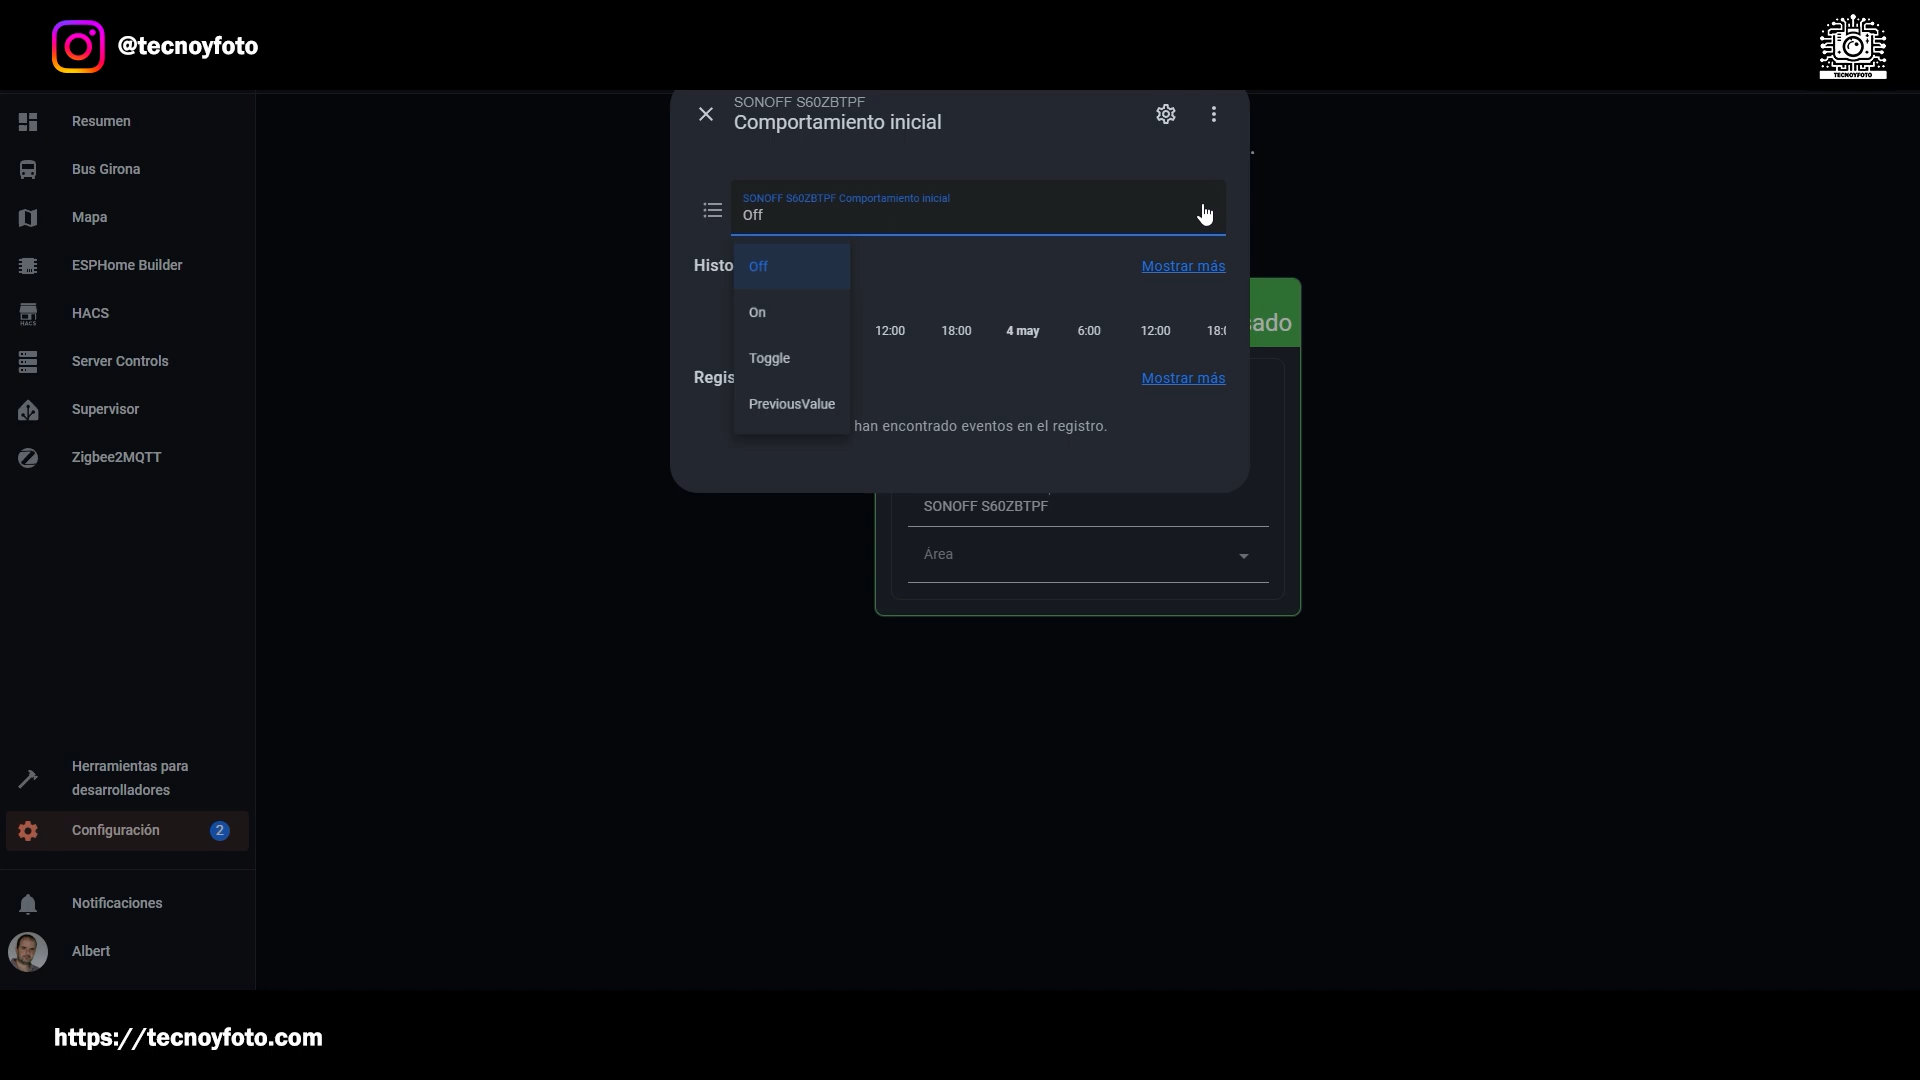 @tecnoyfoto
TECNOYFOTO
Resumen
Bus Girona
Mapa
ESPHome Builder
HACS
HACS
Server Controls
Supervisor
Zigbee2MQTT
Herramientas para
desarrolladores
Configuración
2
Notificaciones
Albert
SONOFF S60ZBTPF
Comportamiento inicial
SONOFF S60ZBTPF Comportamiento inicial
Off
Histo
Mostrar más
Off
On
Toggle
PreviousValue
12:00 18:00 4 may 6:00 12:00 18:0
Regis
Mostrar más
han encontrado eventos en el registro.
sado
SONOFF S60ZBTPF
Área
https://tecnoyfoto.com